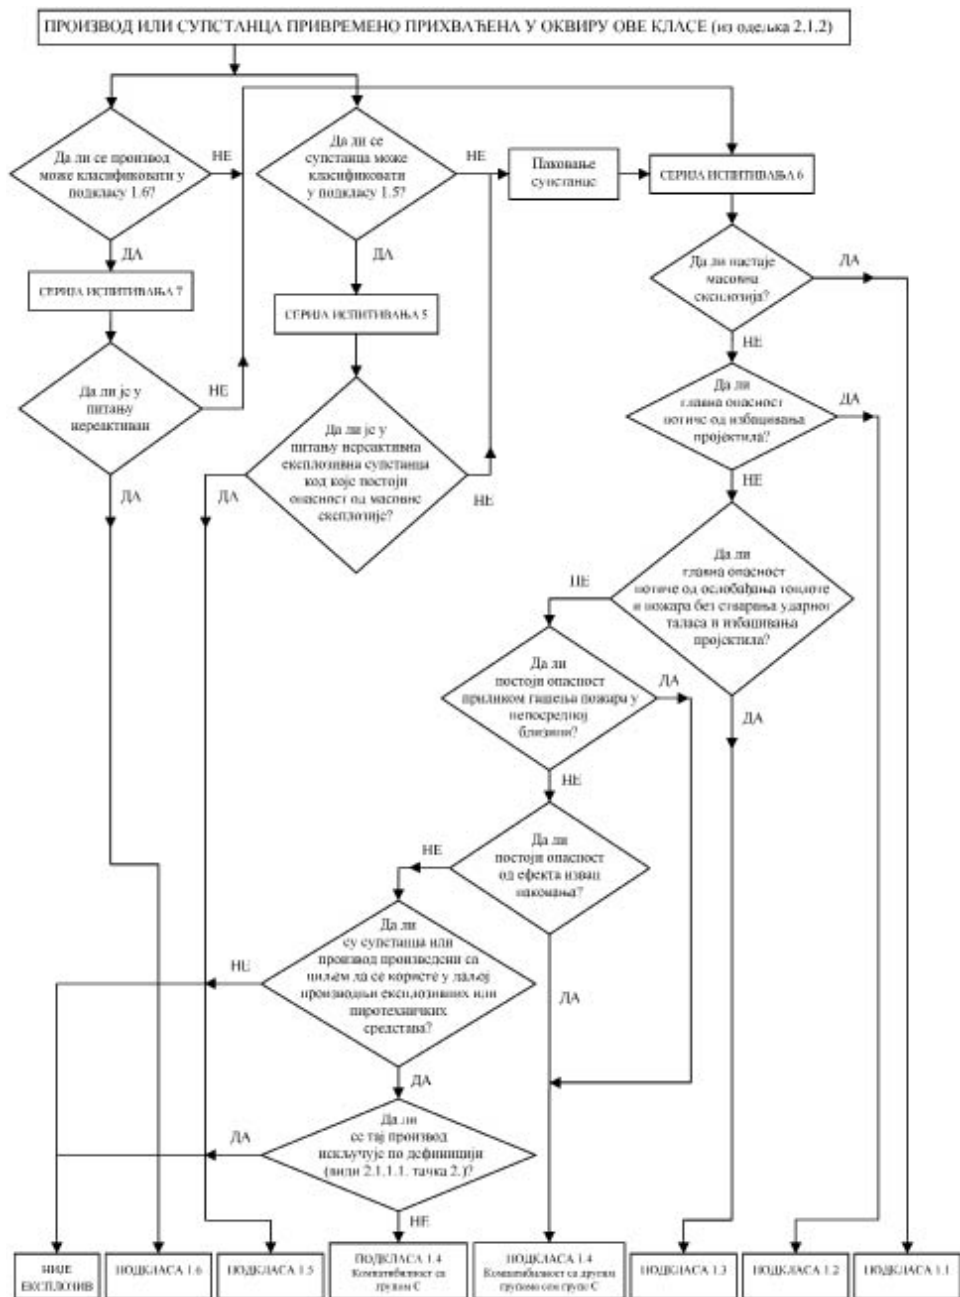 ПРОИЗВОД ИЛИ СУПСТАНЦА ПРИВРЕМЕНО ПРИХВАЋЕНА У ОКВИРУ ОВЕ КЛАСЕ (из одељка 2.1.2)
Да ли се производ
може класификовати у
подкласу 1.6?
НЕ
ДА
Да ли се
супстанца може
класификовати
у подкласу 1.5?
НЕ
ДА
Паковање
супстанце
СЕРИЈА ИСПИТИВАЊА 6
СЕРИЈА ИСПИТИВАЊА 7
СЕРИЈА ИСПИТИВАЊА 5
Да ли настаје
масовна
експлозија?
ДА
НЕ
Да ли је у
питању
нереактиван
НЕ
ДА
Да ли је у
питању нереактивна
експлозивна супстанца
код које постоји
опасност од масовне
експлозије?
ДА
НЕ
Да ли
главна опасност
потиче од избацивања
пројектила?
ДА
НЕ
Да ли
главна опасност
потиче од ослобађања топлоте
и пожара без стварања ударног
таласа и избацивања
пројектила?
НЕ
ДА
Да ли
постоји опасност
приликом гашења пожара у
непосредној
близини?
ДА
НЕ
Да ли
постоји опасност
од ефекта изван
паковања?
НЕ
ДА
Да ли
су супстанца или
производ произведени са
циљем да се користе у даљој
производњи експлозивних или
пиротехничких
средстава?
НЕ
ДА
Да ли
се тај производ
искључује по дефиницији
(види 2.1.1.1. тачка 2.)?
ДА
НЕ
НИЈЕ
ЕКСПЛОЗИВ
ПОДКЛАСА 1.6
ПОДКЛАСА 1.5
ПОДКЛАСА 1.4
Компатибилност са
групом C
ПОДКЛАСА 1.4
Компатибилност са другим
групама сем групе C
ПОДКЛАСА 1.3
ПОДКЛАСА 1.2
ПОДКЛАСА 1.1